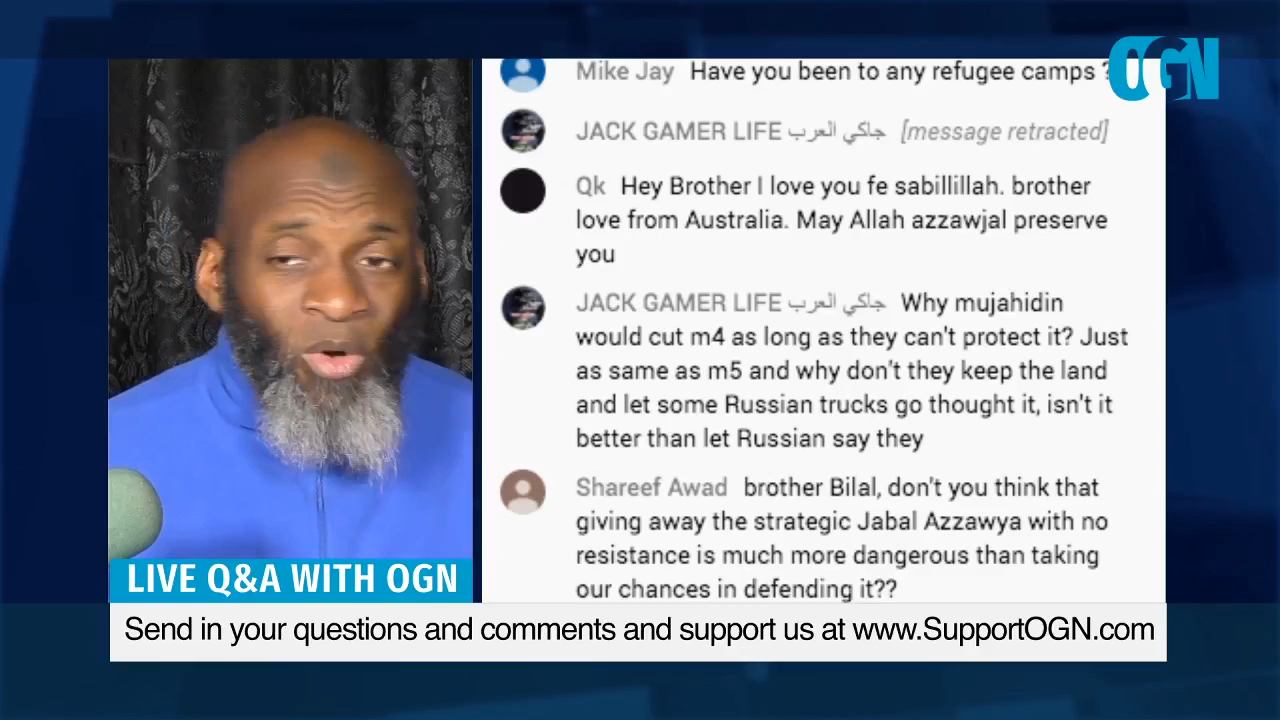 OGN
Mike Jay Have you been to any refugee camps ?
JACK GAMER LIFE جاكي العرب [message retracted]
Qk Hey Brother I love you fe sabillillah. brother
love from Australia. May Allah azzawjal preserve
you
JACK GAMER LIFE جاكي العرب Why mujahidin
would cut m4 as long as they can't protect it? Just
as same as m5 and why don't they keep the land
and let some Russian trucks go thought it, isn't it
better than let Russian say they
Shareef Awad brother Bilal, don't you think that
giving away the strategic Jabal Azzawya with no
resistance is much more dangerous than taking
our chances in defending it??
LIVE Q&A WITH OGN
Send in your questions and comments and support us at www.SupportOGN.com